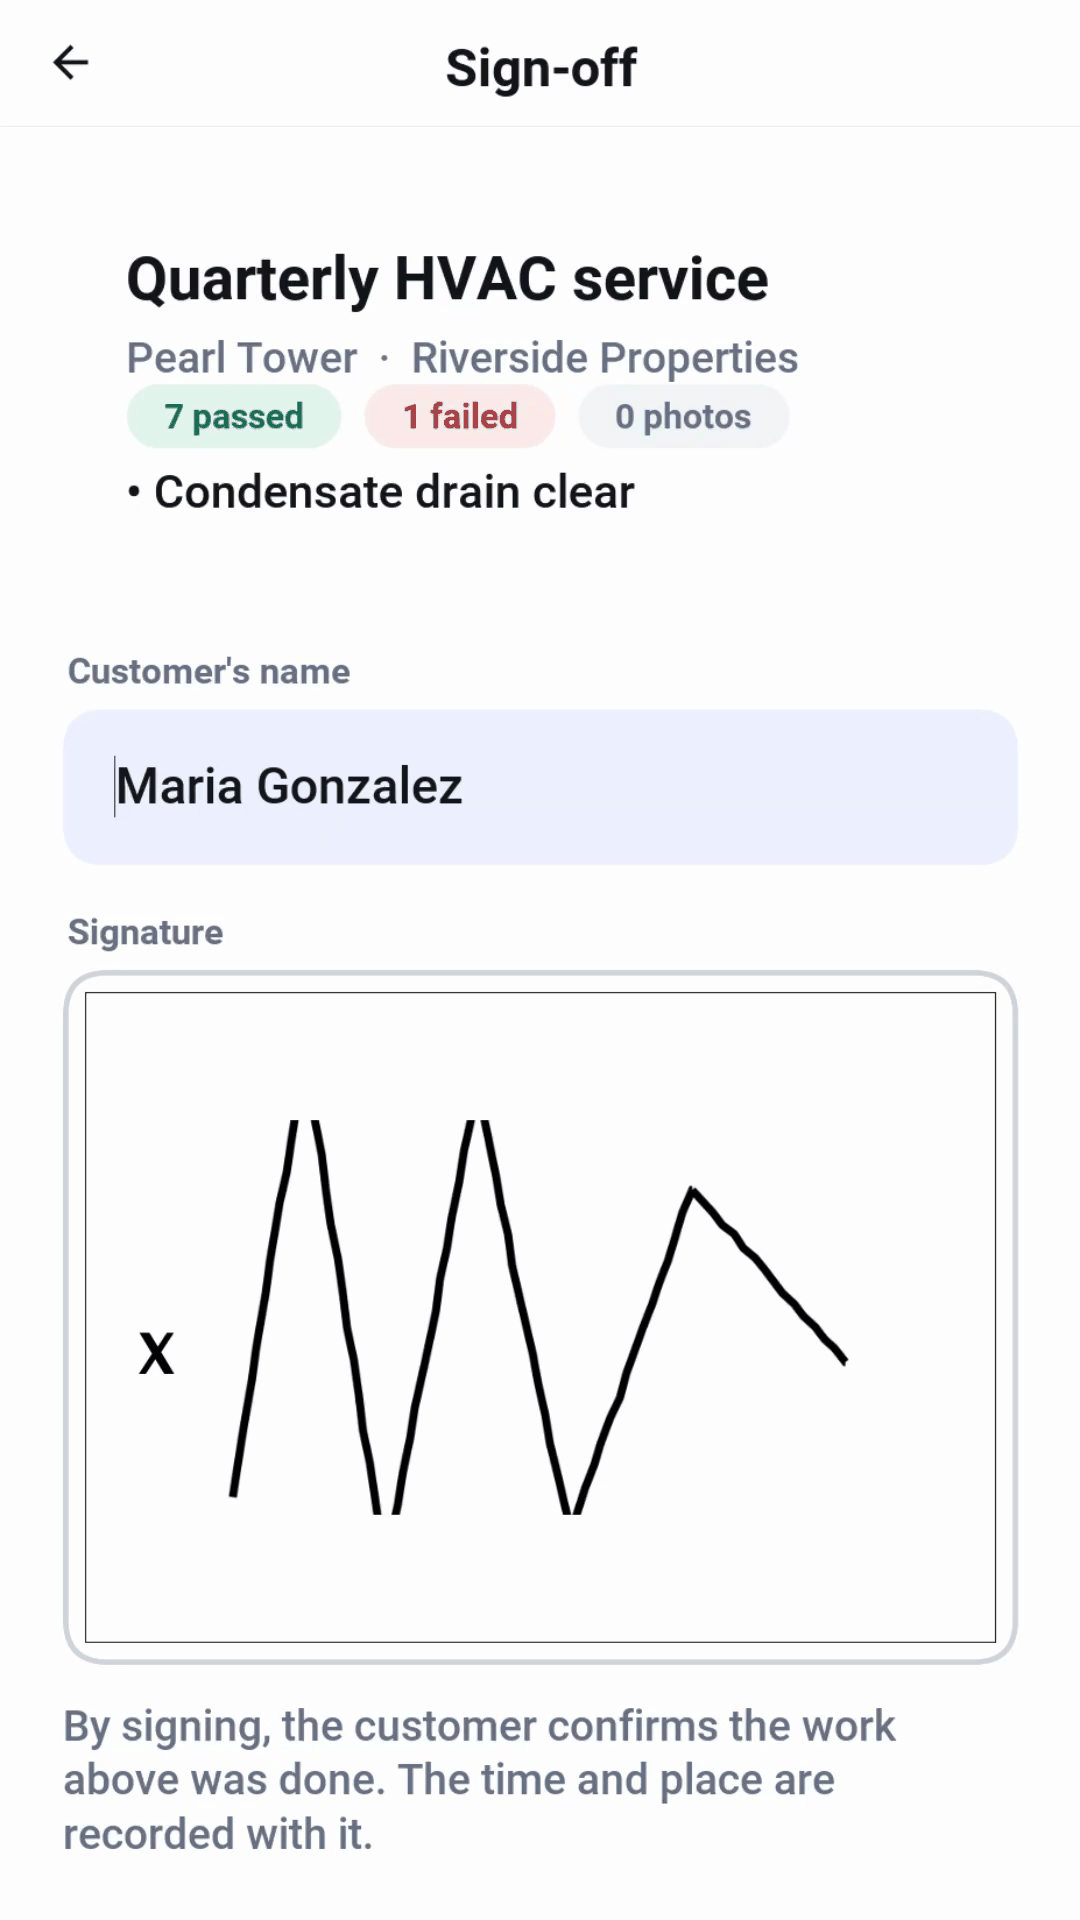 Sign-off
Quarterly HVAC service
Pearl Tower · Riverside Properties
7 passed 1 failed 0 photos
• Condensate drain clear
Customer's name
Maria Gonzalez
Signature
X
By signing, the customer confirms the work
above was done. The time and place are
recorded with it.